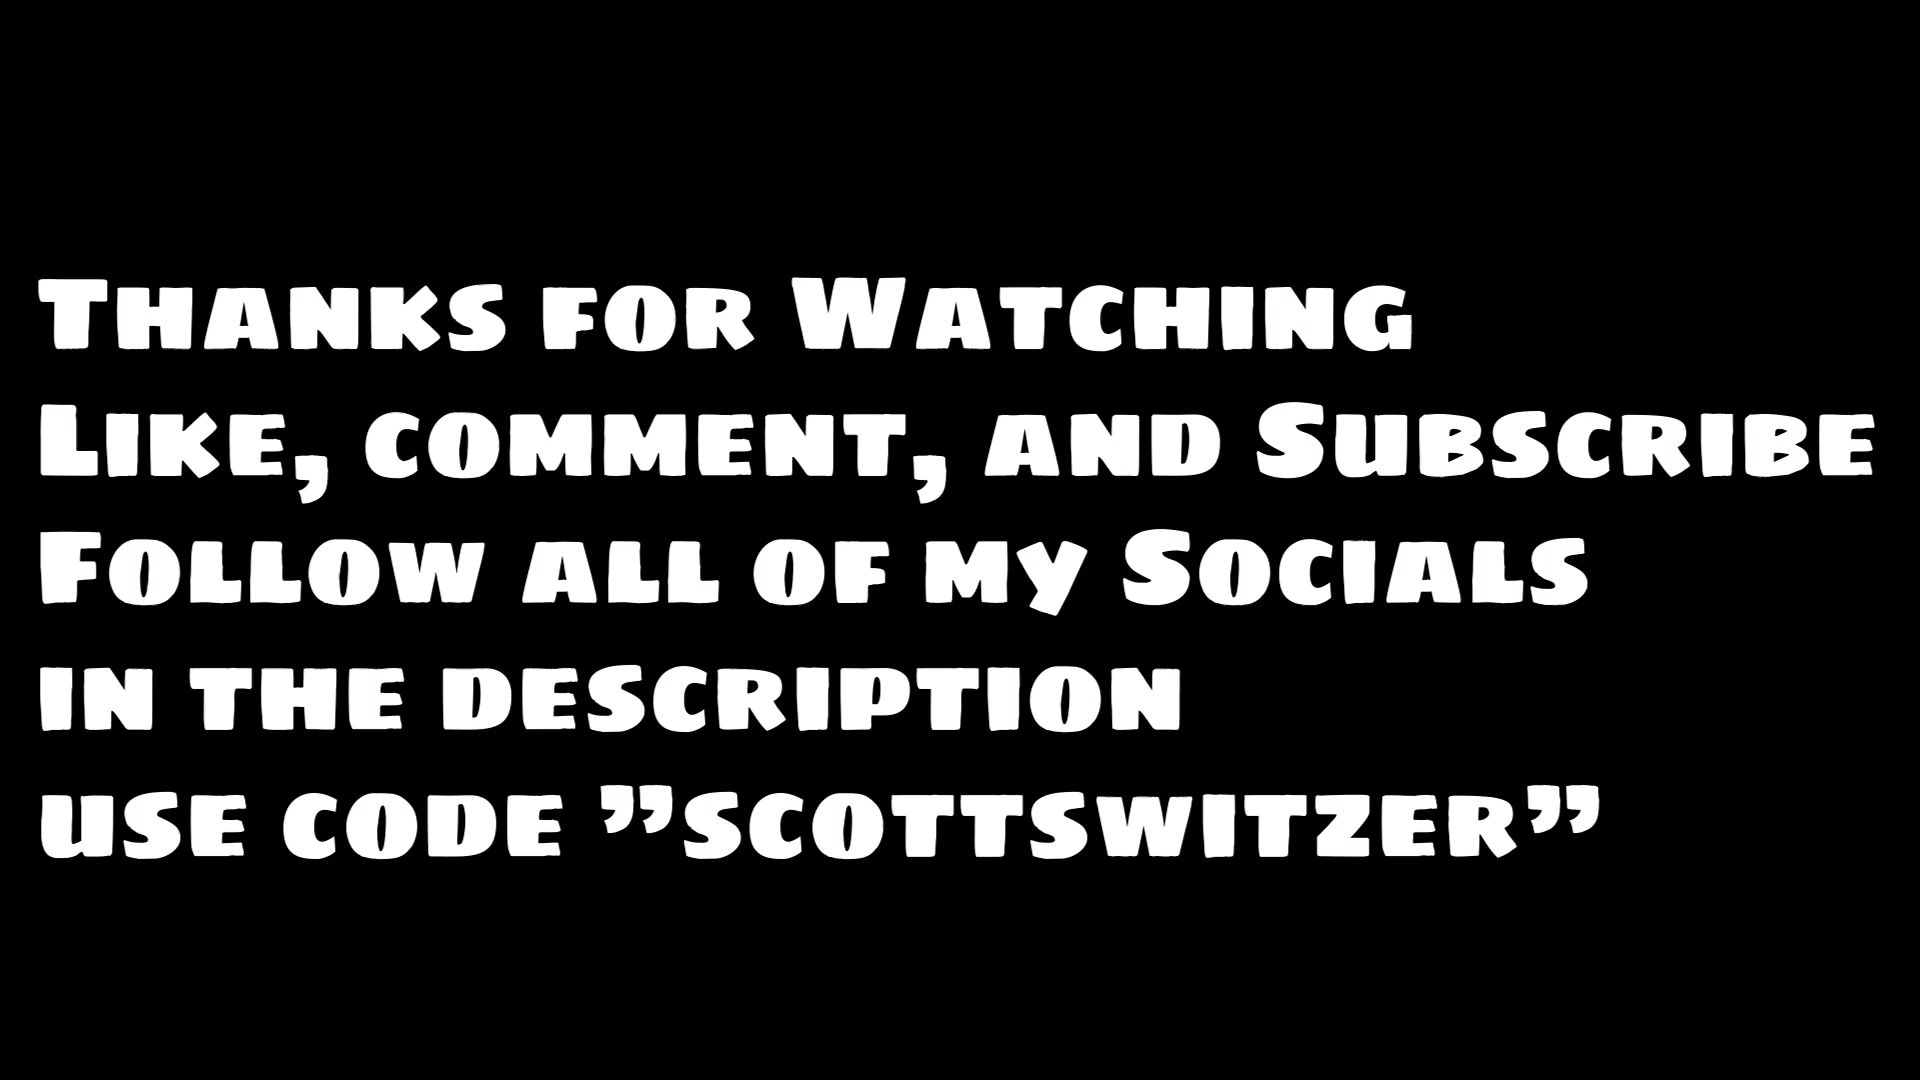 Thanks for Watching
Like, comment, and Subscribe
Follow all of my Socials
in the description
use code ”scottswitzer”